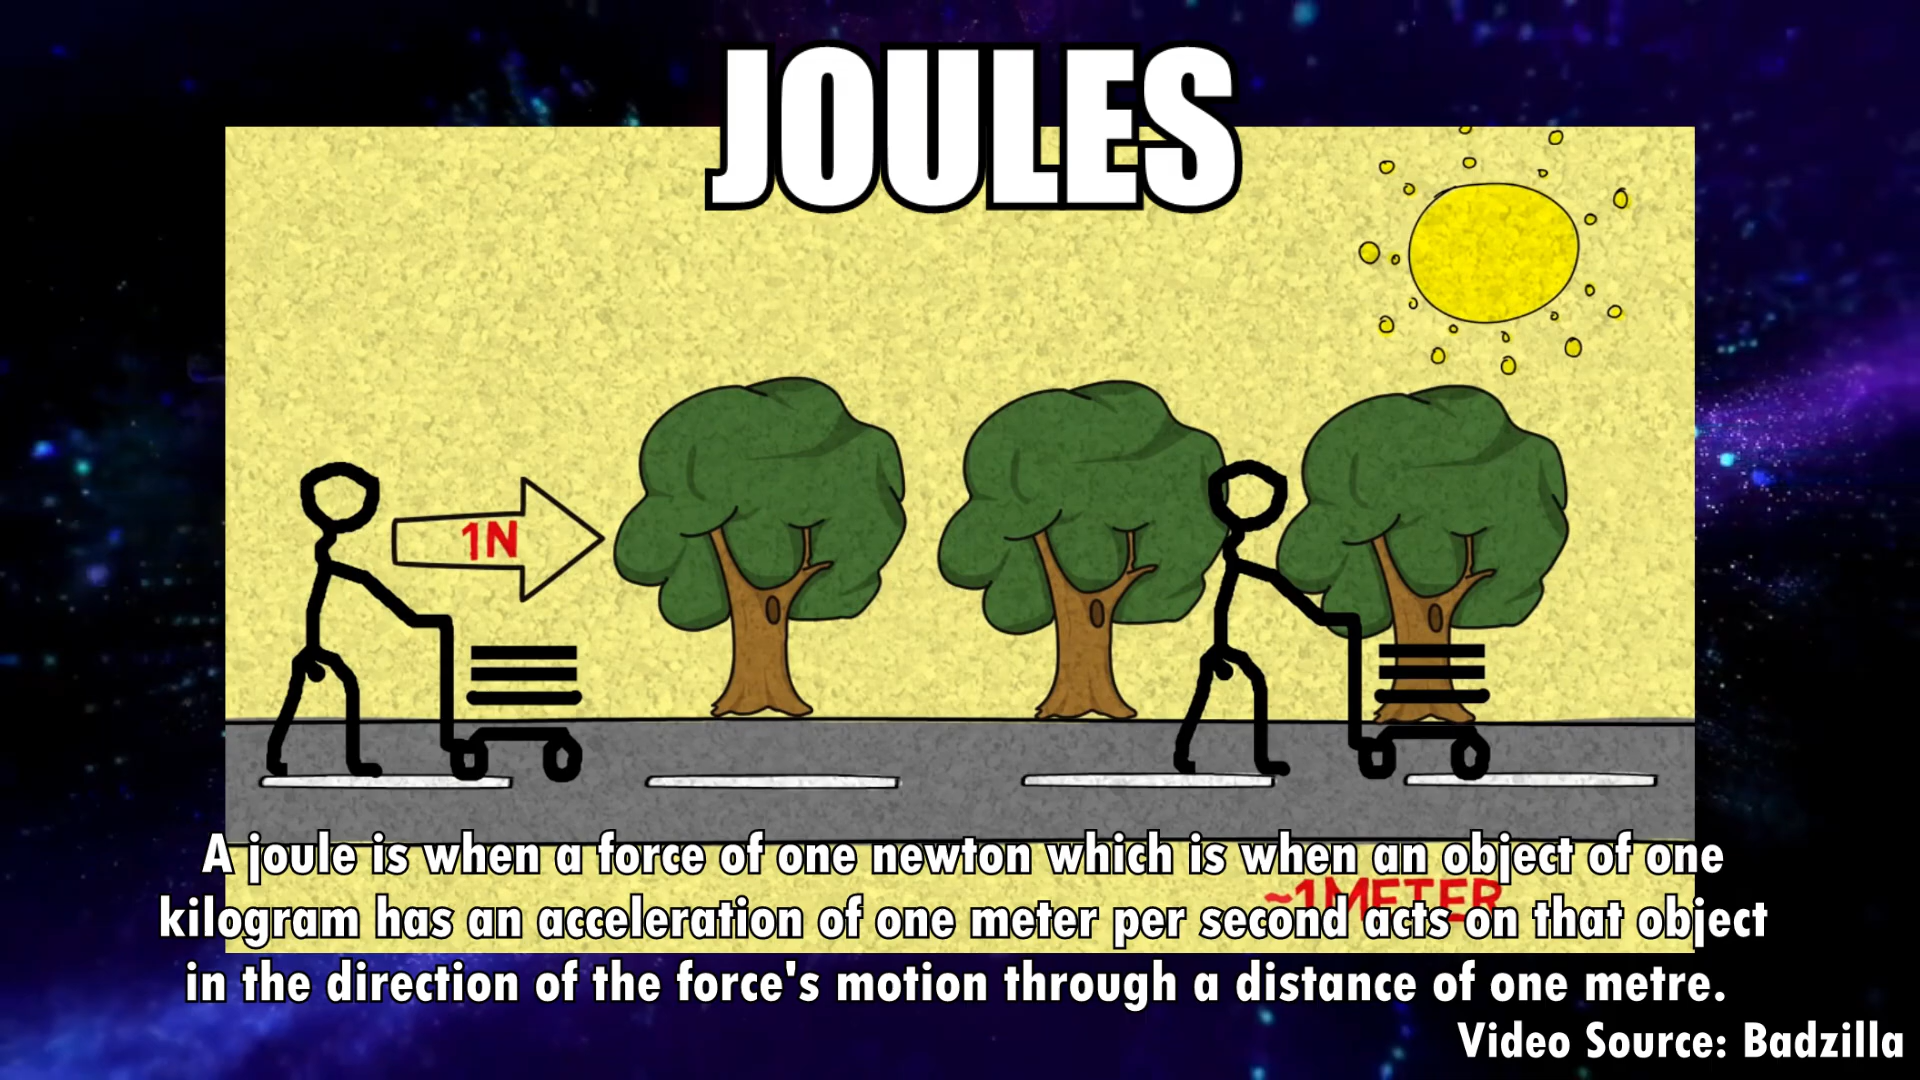 JOULES
1N
~1METER
A joule is when a force of one newton which is when an object of one
kilogram has an acceleration of one meter per second acts on that object
in the direction of the force's motion through a distance of one metre.
Video Source: Badzilla